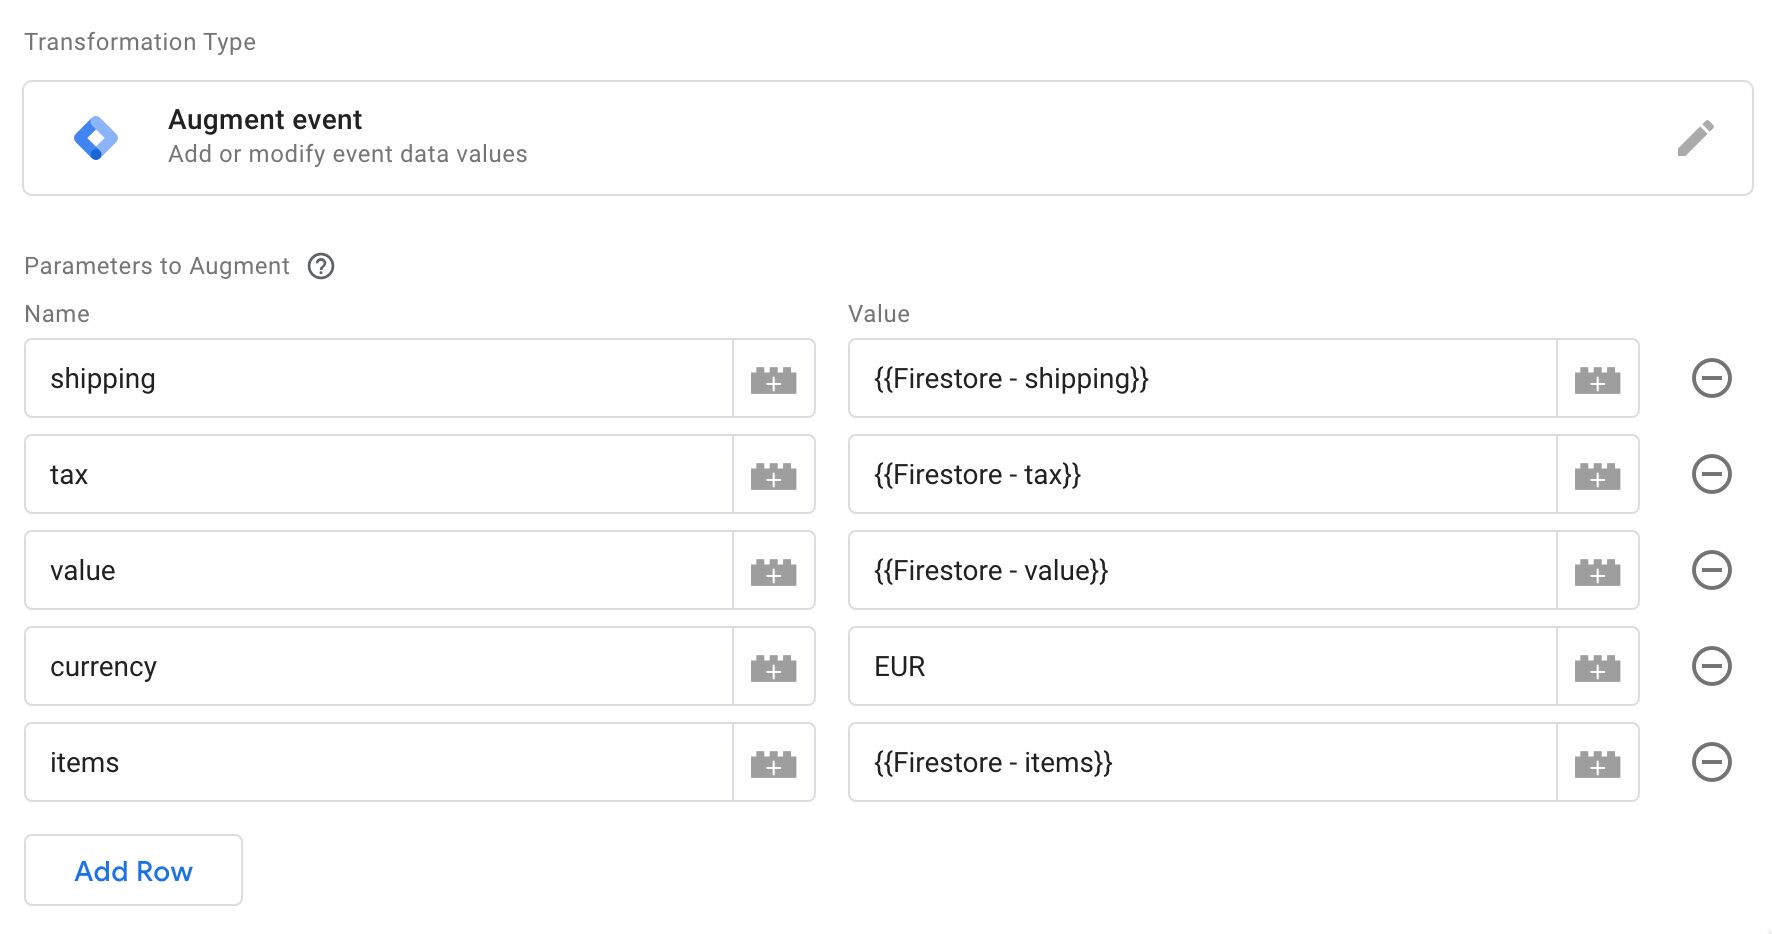 Transformation Type
Augment event
Add or modify event data values
Parameters to Augment ?
Name Value
shipping {{Firestore - shipping}}
tax {{Firestore - tax}}
value {{Firestore - value}}
currency EUR
items {{Firestore - items}}
Add Row